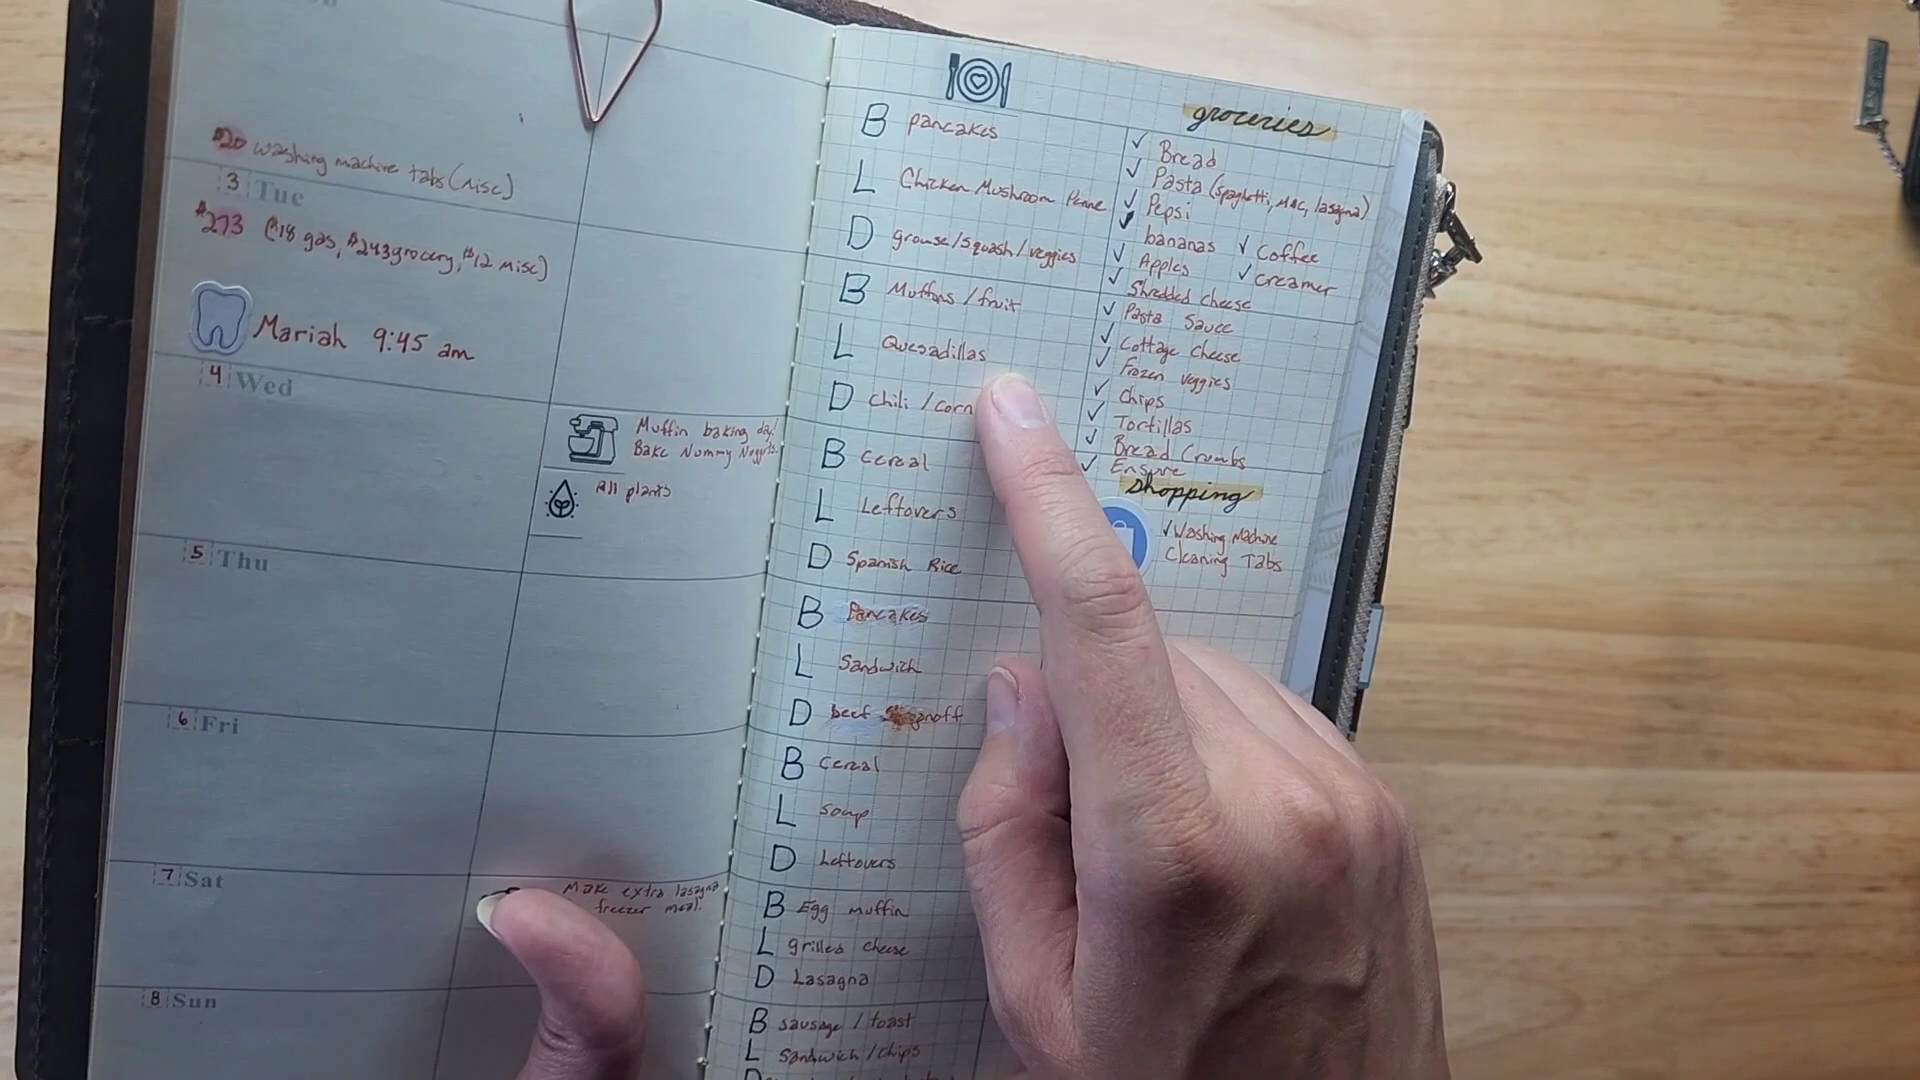 $20 washing machine tabs (misc)
3 Tue
$273 ($18 gas, $243 grocery, $12 misc)
Mariah 9:45 am
4 Wed
Muffin baking day!
Bake Nummy
All plants
5 Thu
6 Fri
7 Sat
Make extra lasagna
freezer meal.
8 Sun
B pancakes
L Chicken Mushroom Penne
D grouse/squash/veggies
B Muffins / fruit
L Quesadillas
D Chili / corn
B Cereal
L Leftovers
D Spanish Rice
B Pancakes
L Sandwich
D beef
B Cereal
L Soup
D Leftovers
B Egg muffin
L grilled cheese
D Lasagna
B sausage / toast
L Sandwich / chips
D
groceries
✓ Bread
✓ Pasta (spaghetti, M&C, lasagna)
✓ Pepsi
✓ bananas ✓ Coffee
✓ Apples ✓ creamer
✓ Shredded cheese
✓ Pasta Sauce
✓ Cottage cheese
✓ Frozen veggies
✓ Chips
✓ Tortillas
✓ Bread Crumbs
✓ Ensure
shopping
✓ Washing Machine
Cleaning Tabs